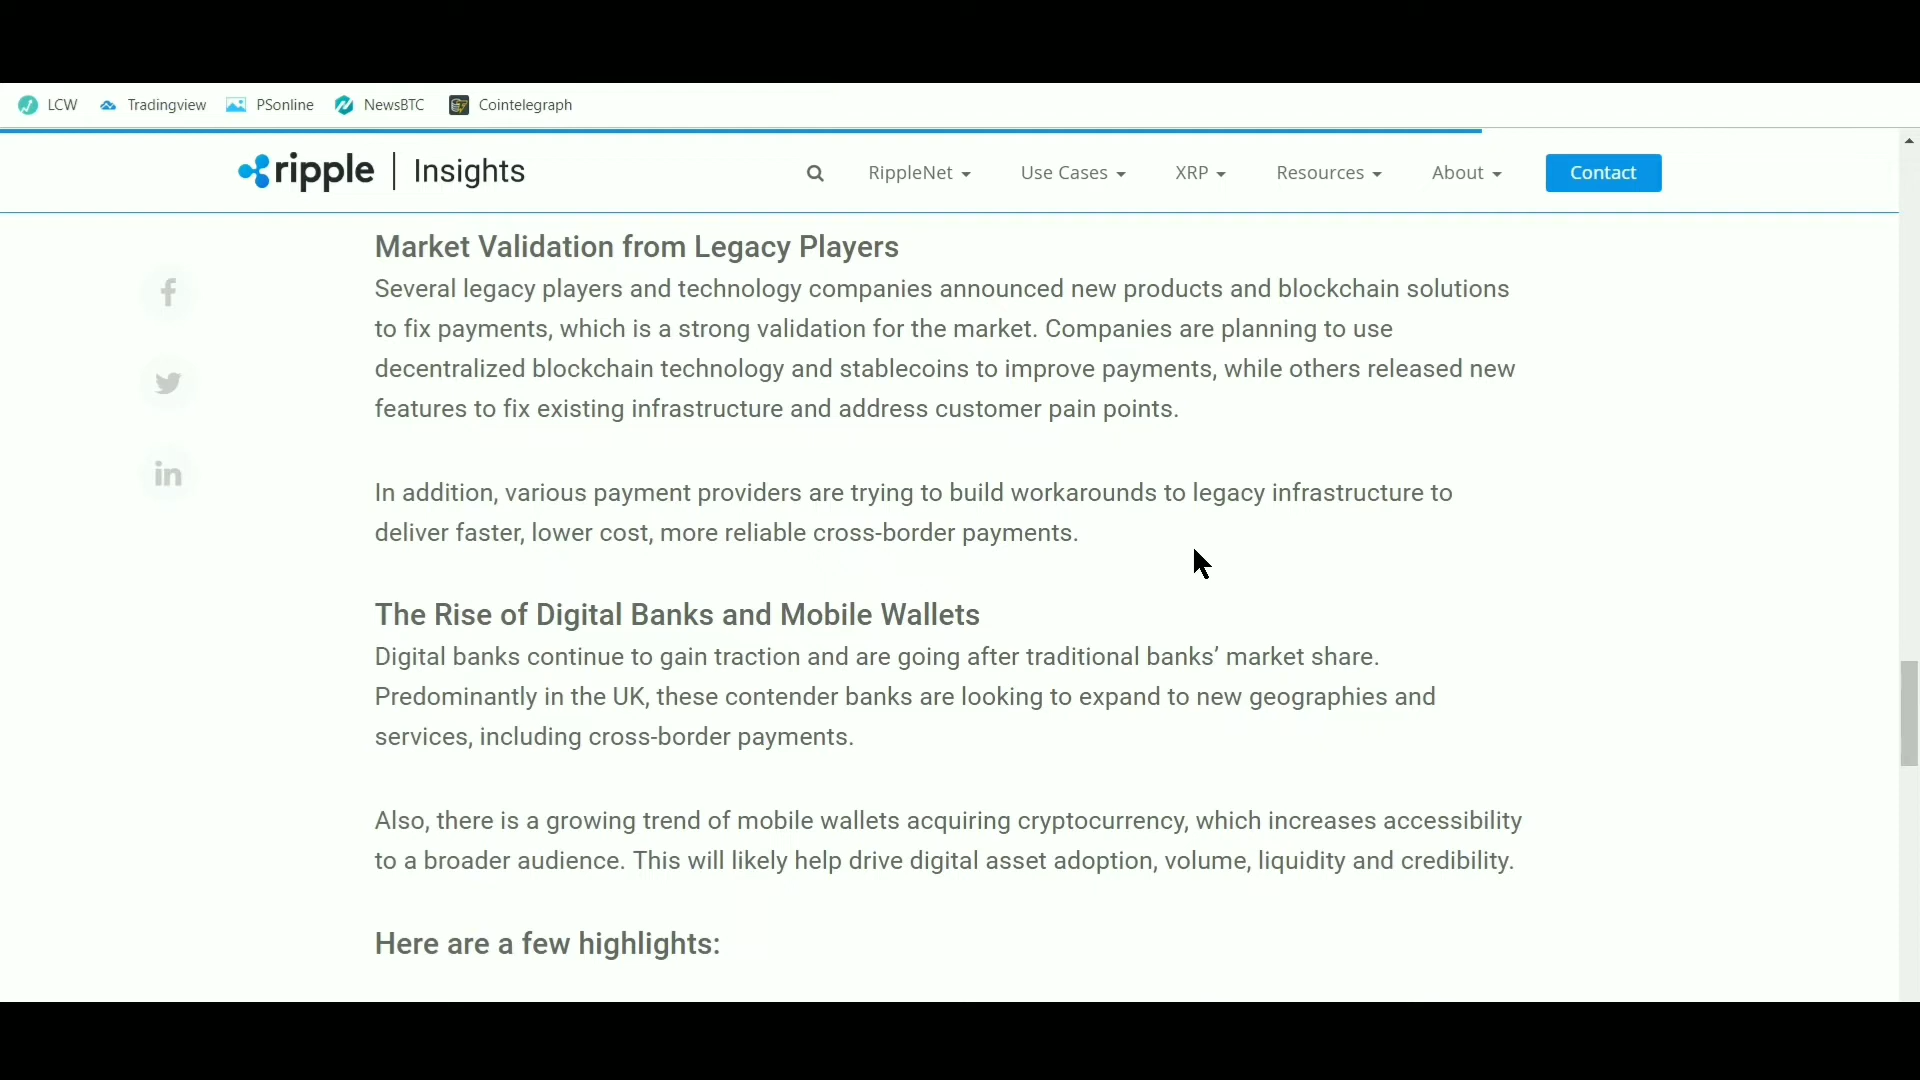 LCW Tradingview PSonline NewsBTC Cointelegraph
ripple | Insights RippleNet Use Cases XRP Resources About Contact
Market Validation from Legacy Players
Several legacy players and technology companies announced new products and blockchain solutions
to fix payments, which is a strong validation for the market. Companies are planning to use
decentralized blockchain technology and stablecoins to improve payments, while others released new
features to fix existing infrastructure and address customer pain points.
In addition, various payment providers are trying to build workarounds to legacy infrastructure to
deliver faster, lower cost, more reliable cross-border payments.
The Rise of Digital Banks and Mobile Wallets
Digital banks continue to gain traction and are going after traditional banks’ market share.
Predominantly in the UK, these contender banks are looking to expand to new geographies and
services, including cross-border payments.
Also, there is a growing trend of mobile wallets acquiring cryptocurrency, which increases accessibility
to a broader audience. This will likely help drive digital asset adoption, volume, liquidity and credibility.
Here are a few highlights: